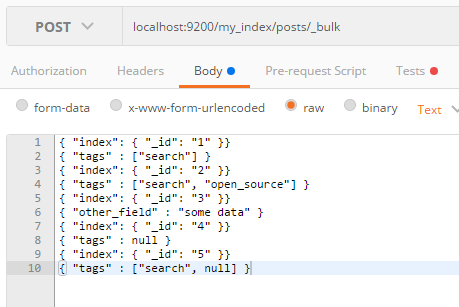 POST localhost:9200/my_index/posts/_bulk
Authorization Headers Body Pre-request Script Tests
form-data x-www-form-urlencoded raw binary Text
1 { "index": { "_id": "1" }}
2 { "tags" : ["search"] }
3 { "index": { "_id": "2" }}
4 { "tags" : ["search", "open_source"] }
5 { "index": { "_id": "3" }}
6 { "other_field" : "some data" }
7 { "index": { "_id": "4" }}
8 { "tags" : null }
9 { "index": { "_id": "5" }}
10 { "tags" : ["search", null] }